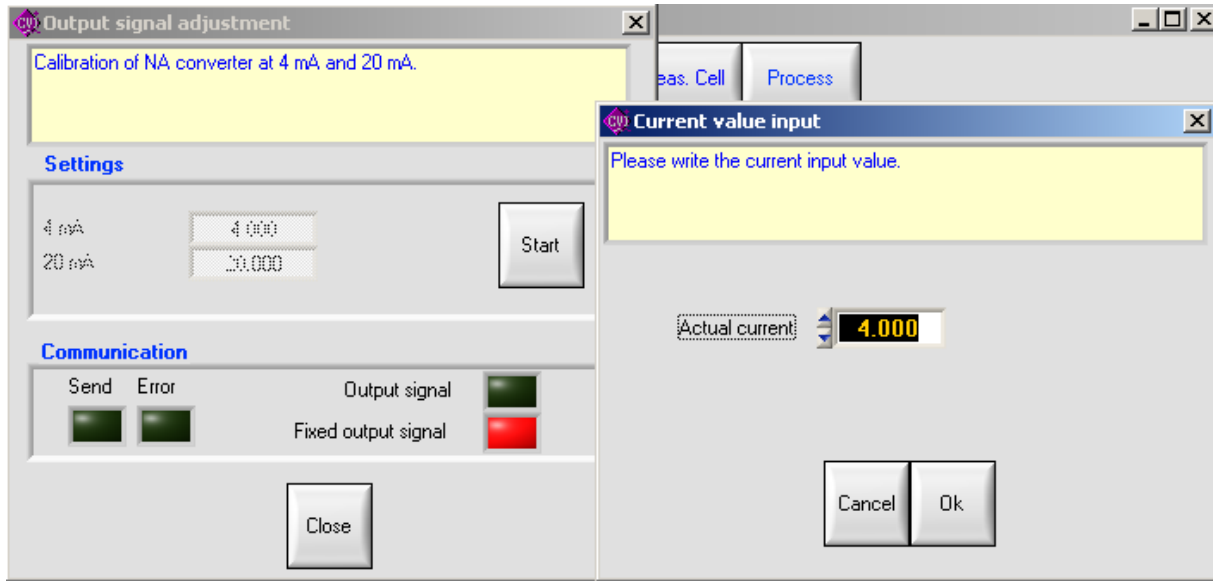 Output signal adjustment
Calibration of NA converter at 4 mA and 20 mA.
Settings
4 mA 4.000
20 mA 20.000
Start
Communication
Send Error Output signal
Fixed output signal
Close
eas. Cell Process
Current value input
Please write the current input value.
Actual current 4.000
Cancel Ok